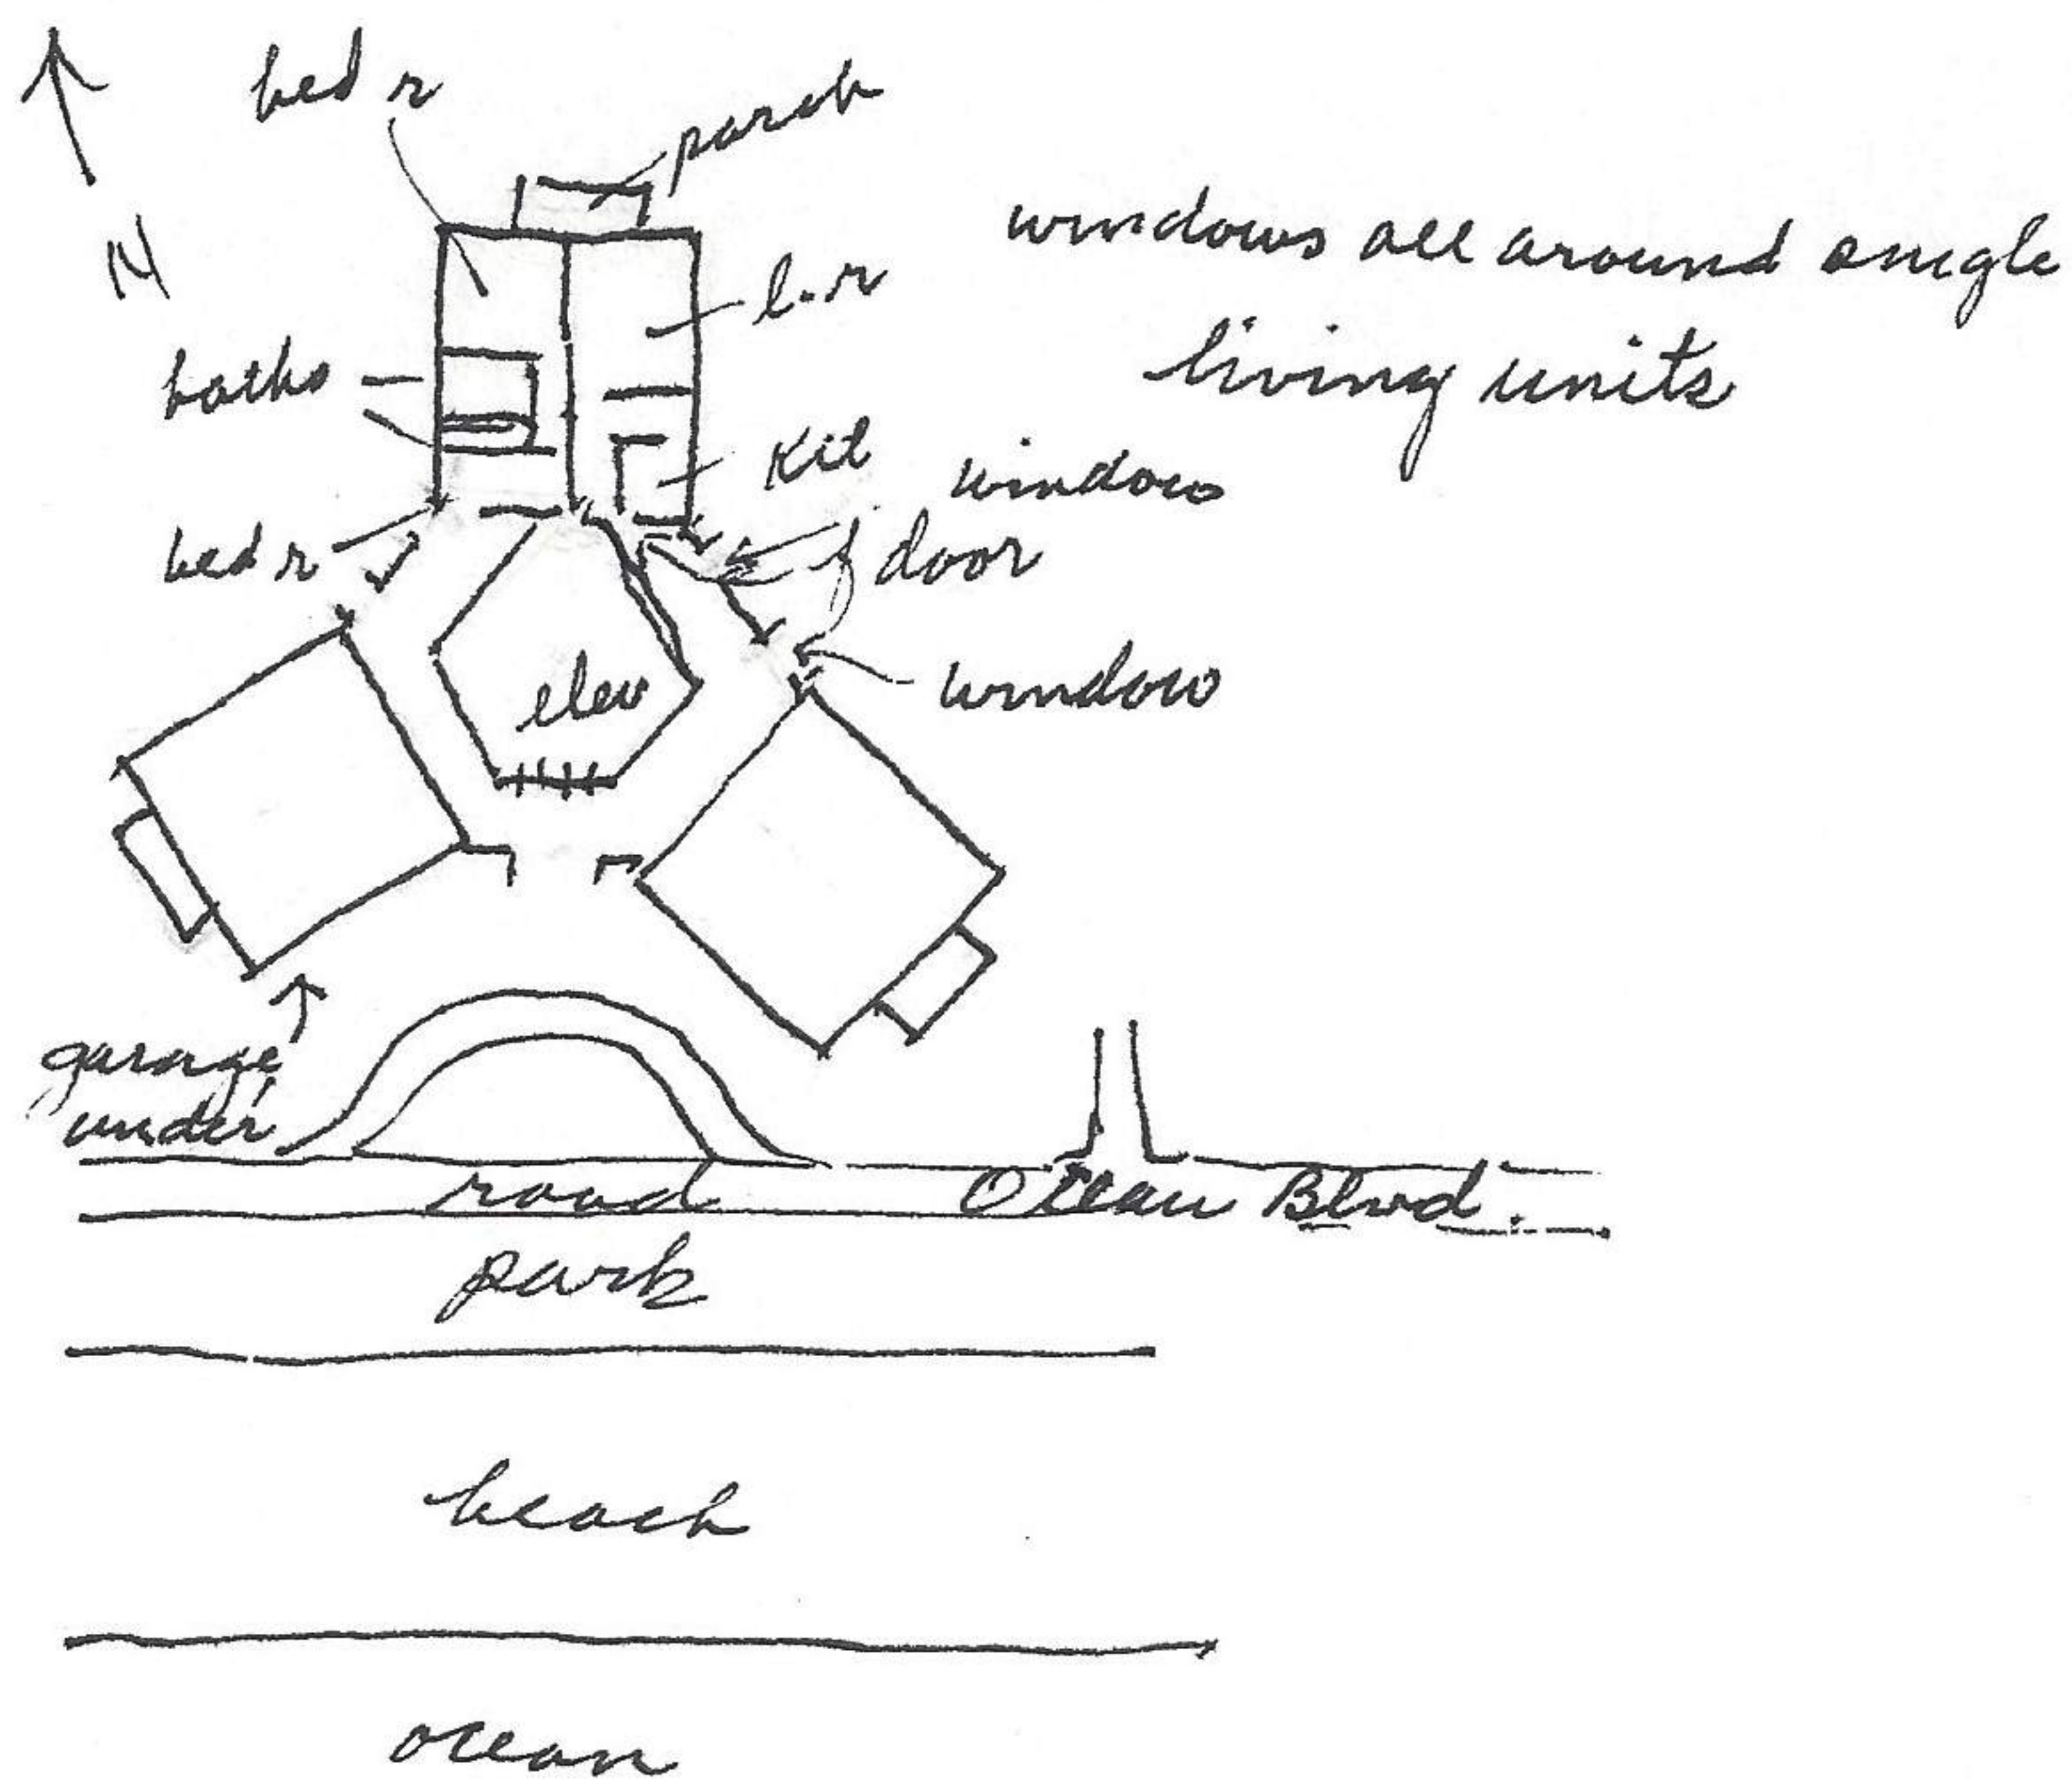 bed r
porch
N
windows all around single
living units
l.r
baths
kit
window
bed r
door
elev
window
garage
under
road
Ocean Blvd.
park
beach
ocean